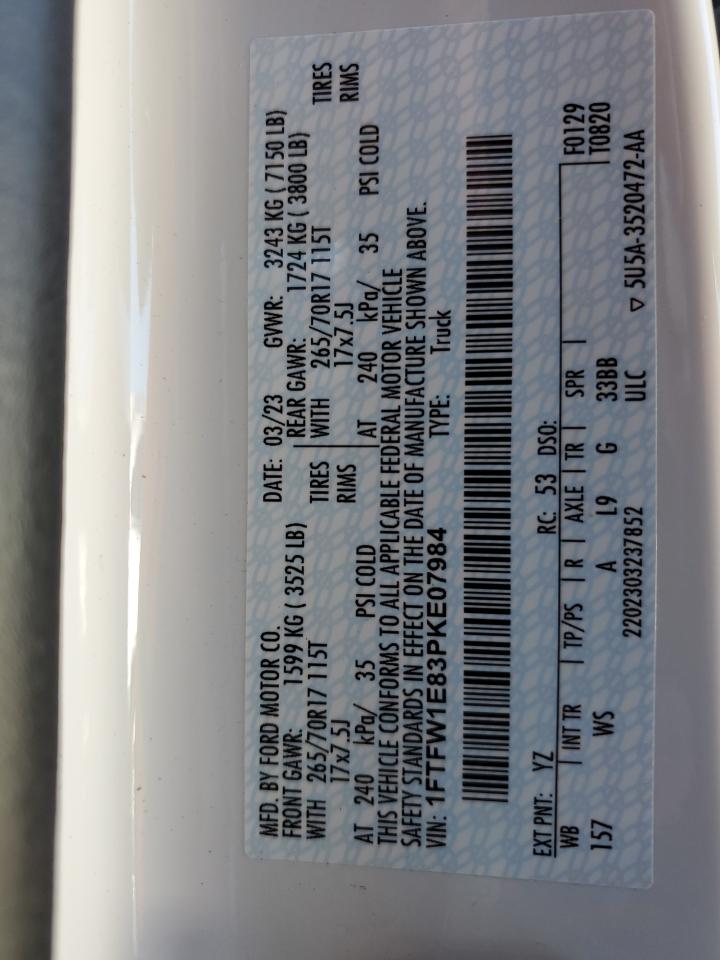 MFD. BY FORD MOTOR CO. DATE: 03/23 GVWR: 3243 KG ( 7150 LB)
FRONT GAWR: 1599 KG ( 3525 LB) REAR GAWR: 1724 KG ( 3800 LB)
WITH 265/70R17 115T TIRES WITH 265/70R17 115T TIRES
17x7.5J RIMS 17x7.5J RIMS
AT 240 kPa/ 35 PSI COLD AT 240 kPa/ 35 PSI COLD
THIS VEHICLE CONFORMS TO ALL APPLICABLE FEDERAL MOTOR VEHICLE
SAFETY STANDARDS IN EFFECT ON THE DATE OF MANUFACTURE SHOWN ABOVE.
VIN: 1FTFW1E83PKE07984 TYPE: Truck
EXT PNT: YZ RC: 53 DSO:
WB INT TR TP/PS R AXLE TR SPR F0129
157 WS A L9 G 33BB T0820
2202303237852 ULC ▽ 5U5A-3520472-AA